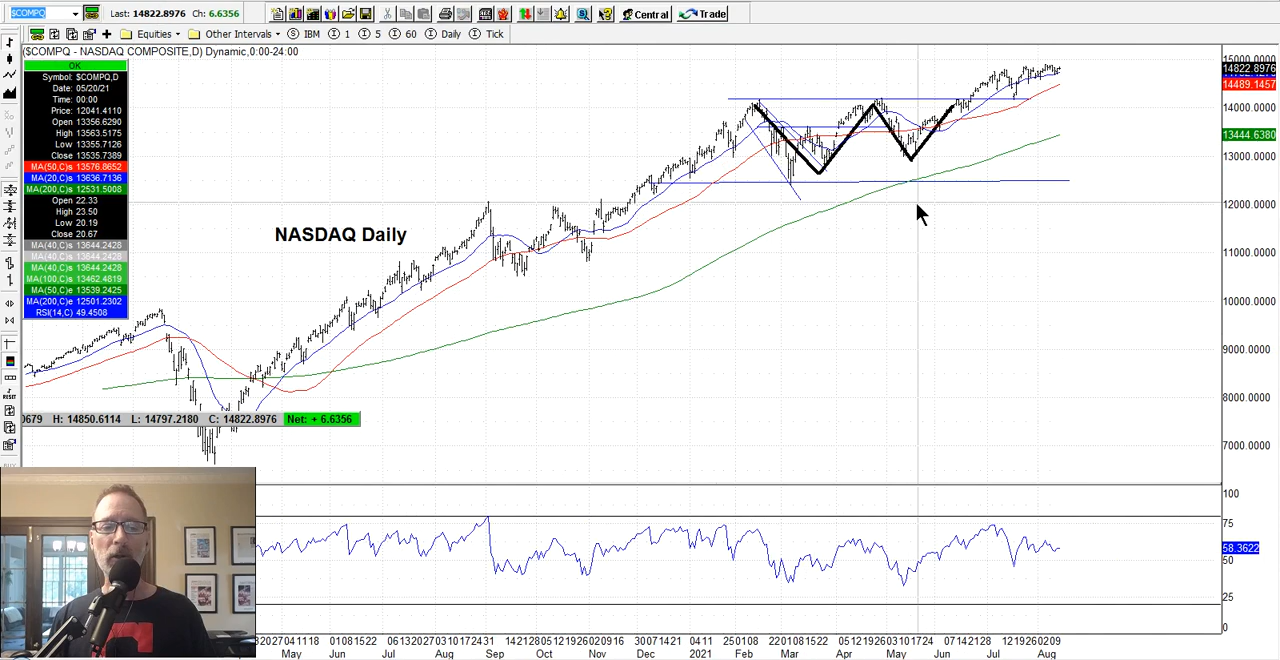 $COMPQ Last: 14822.8976 Ch: 6.6356 Central Trade
Equities Other Intervals IBM 1 5 60 Daily Tick
($COMPQ - NASDAQ COMPOSITE,D) Dynamic,0:00-24:00
OK
Symbol: $COMPQ,D
Date: 05/20/21
Time: 00:00
Price: 12041.4110
Open 13356.6290
High 13563.5175
Low 13355.7126
Close 13535.7389
MA(50,C)s 13576.8652
MA(20,C)s 13636.7136
MA(200,C)s 12531.5008
Open 22.33
High 23.50
Low 20.19
Close 20.67
MA(40,C)s 13644.2428
MA(40,C)s 13644.2428
MA(40,C)s 13644.2428
MA(100,C)s 13462.4819
MA(50,C)e 13539.2425
MA(200,C)e 12501.2302
RSI(14,C) 49.4508
NASDAQ Daily
14822.8976
14489.1457
14000.0000
13444.6380
13000.0000
12000.0000
11000.0000
10000.0000
9000.0000
8000.0000
7000.0000
H: 14850.6114 L: 14797.2180 C: 14822.8976 Net: + 6.6356
100
75
58.3622
50
25
0
May Jun Jul Aug Sep Oct Nov Dec 2021 Feb Mar Apr May Jun Jul Aug
RESET